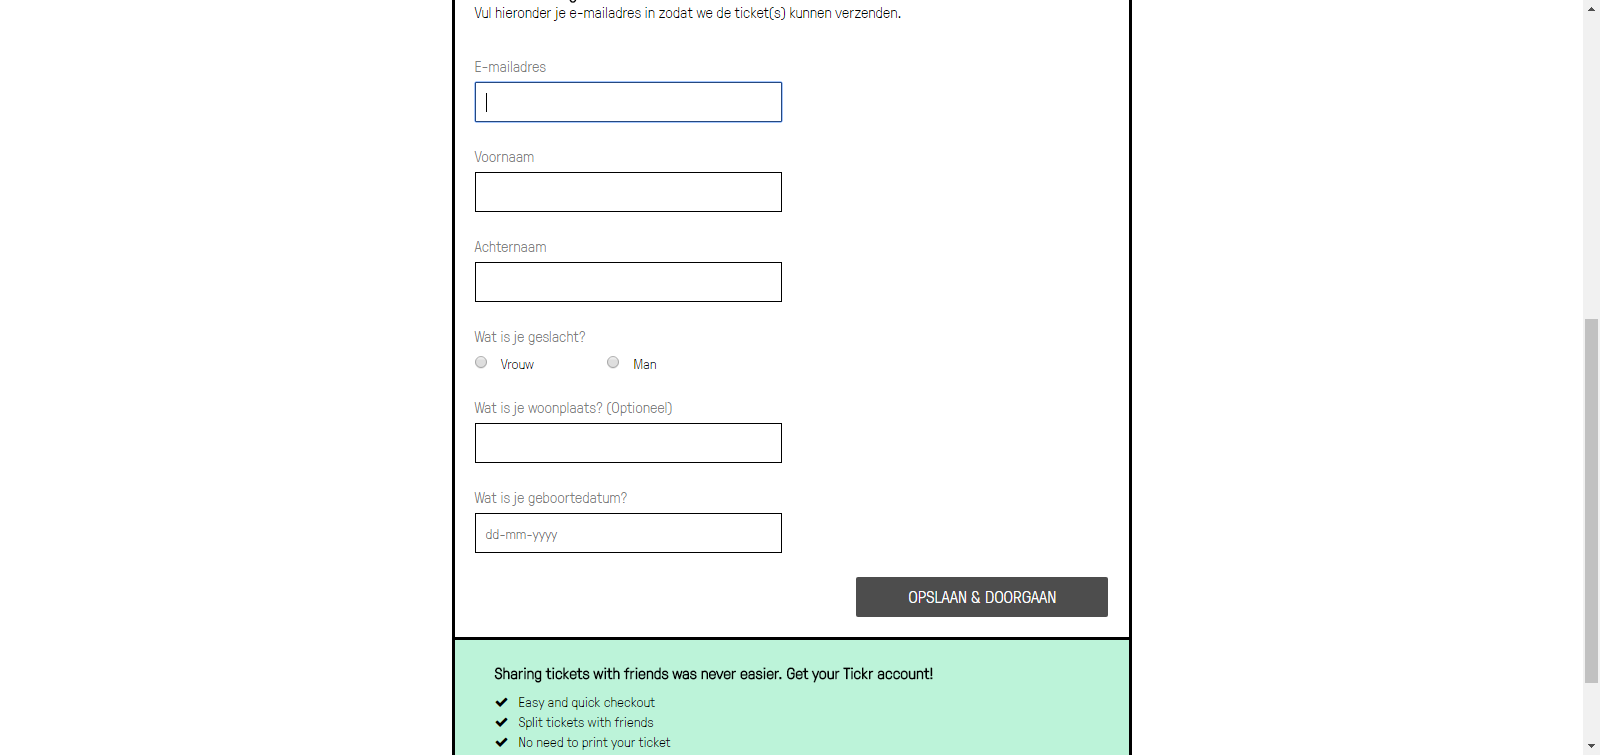 Vul hieronder je e-mailadres in zodat we de ticket(s) kunnen verzenden.
E-mailadres
Voornaam
Achternaam
Wat is je geslacht?
Vrouw Man
Wat is je woonplaats? (Optioneel)
Wat is je geboortedatum?
dd-mm-yyyy
OPSLAAN & DOORGAAN
Sharing tickets with friends was never easier. Get your Tickr account!
Easy and quick checkout
Split tickets with friends
No need to print your ticket